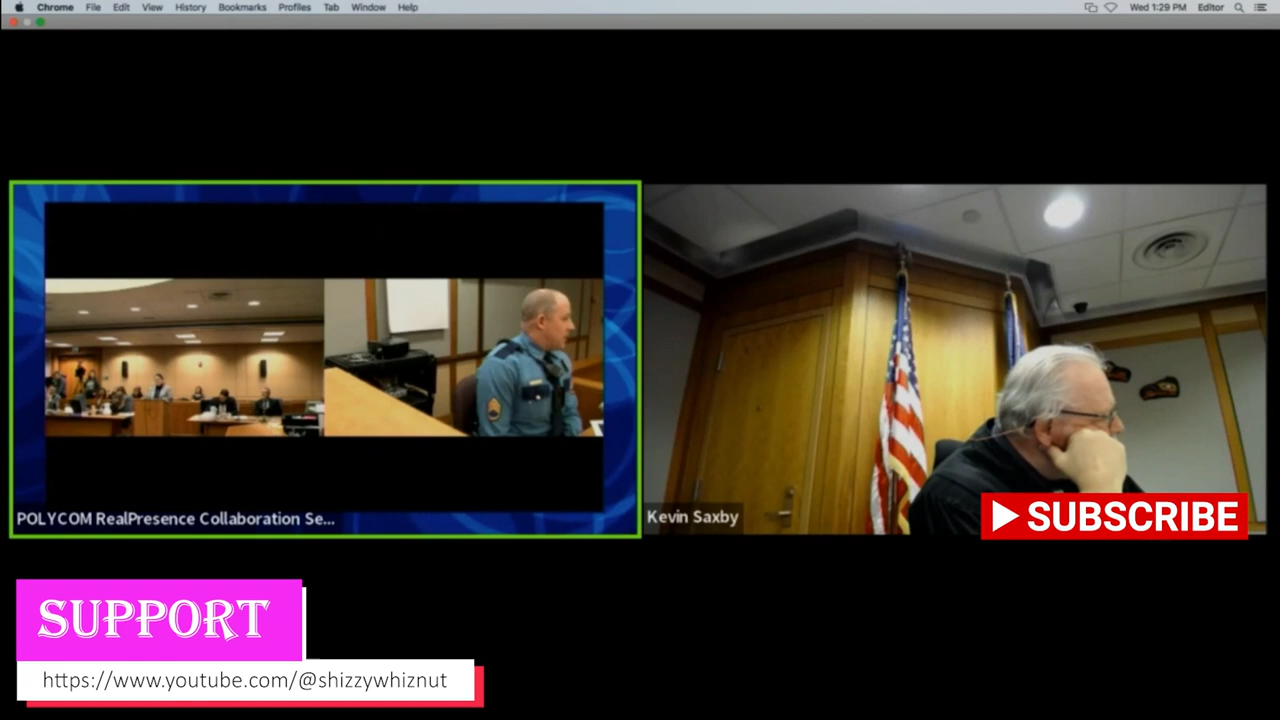 Chrome File Edit View History Bookmarks Profiles Tab Window Help Wed 1:29 PM Editor
POLYCOM RealPresence Collaboration Se...
Kevin Saxby
SUBSCRIBE
SUPPORT
https://www.youtube.com/@shizzywhiznut